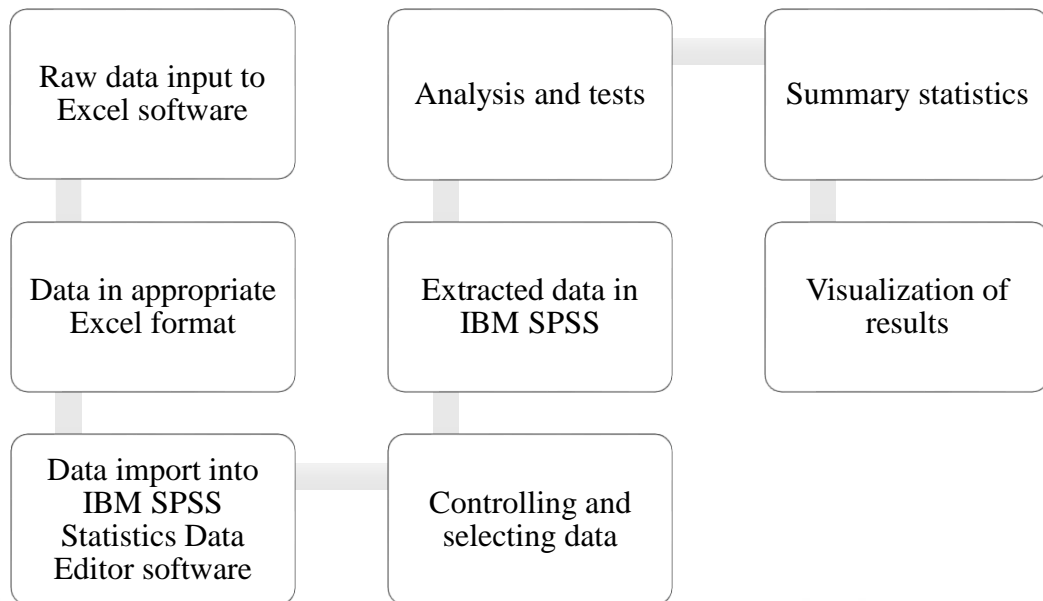 Raw data input to
Excel software
Data in appropriate
Excel format
Data import into
IBM SPSS
Statistics Data
Editor software
Controlling and
selecting data
Extracted data in
IBM SPSS
Analysis and tests
Summary statistics
Visualization of
results